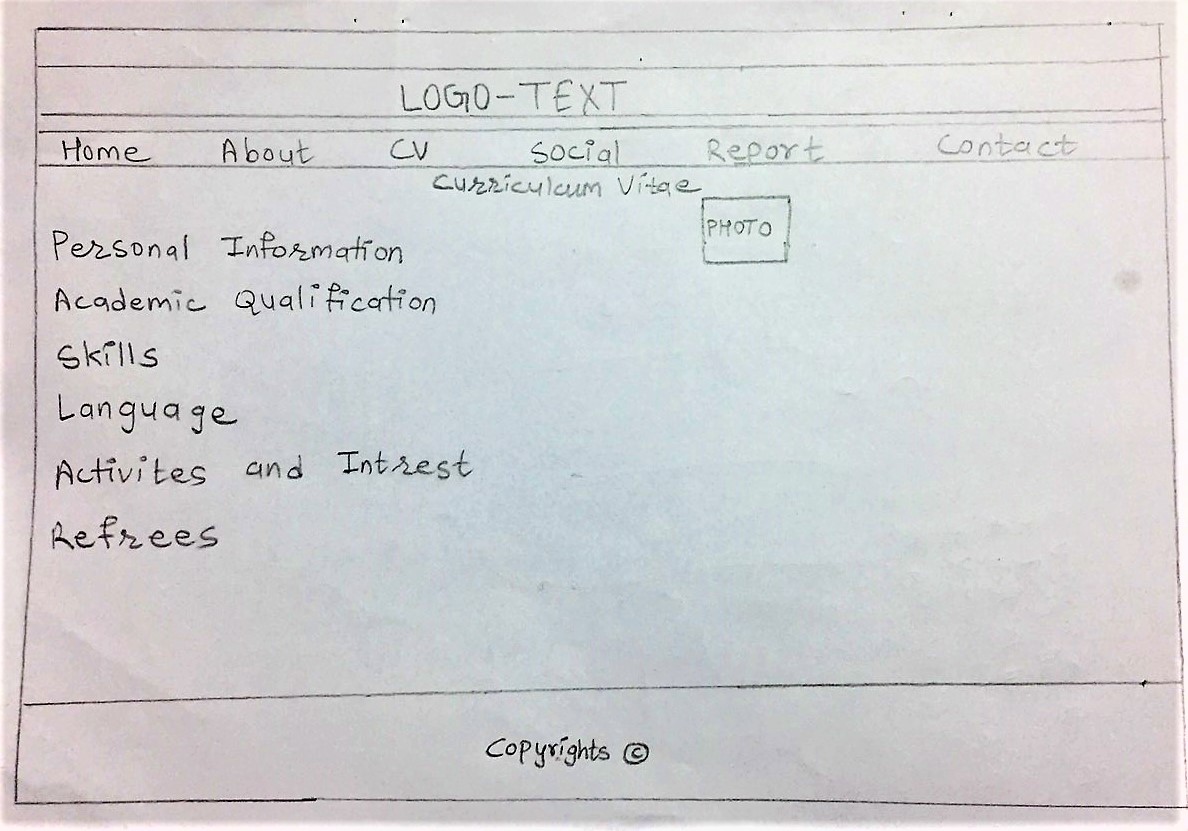 LOGO-TEXT
Home About CV Social Report Contact
Curriculcum Vitae
PHOTO
Personal Information
Academic Qualification
Skills
Language
Activites and Intrest
Refrees
Copyrights ©